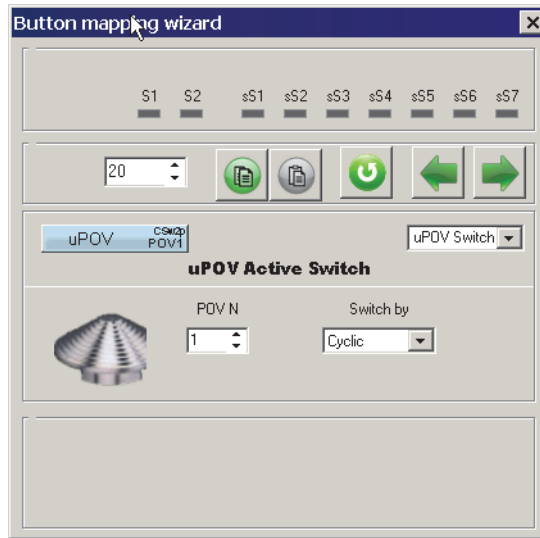 Button mapping wizard
S1 S2 sS1 sS2 sS3 sS4 sS5 sS6 sS7
20
uPOV CSw2p POV1 uPOV Switch
uPOV Active Switch
POV N Switch by
1 Cyclic